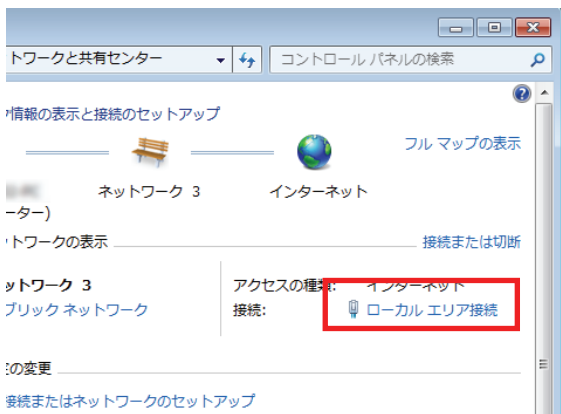 トワークと共有センター
コントロール パネルの検索
情報の表示と接続のセットアップ
フル マップの表示
ネットワーク 3
インターネット
ーター)
トワークの表示
接続または切断
ットワーク 3
アクセスの種類: インターネット
ブリック ネットワーク
接続: ローカル エリア接続
の変更
接続またはネットワークのセットアップ